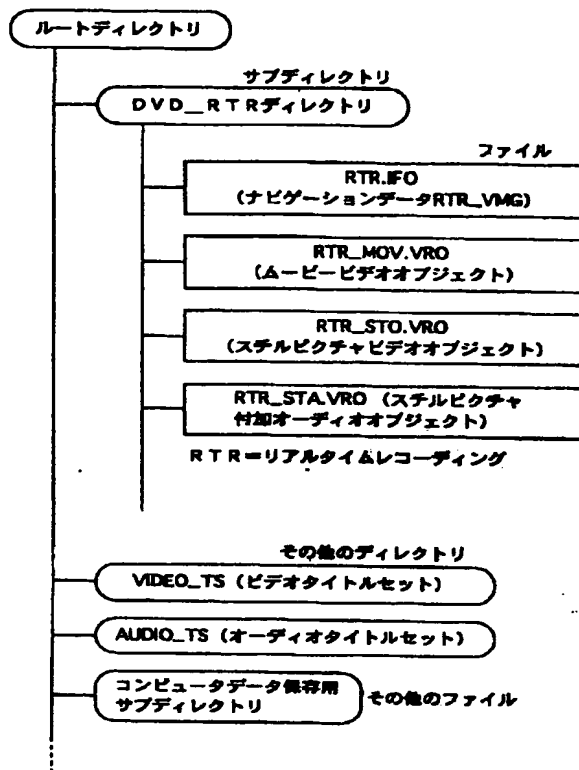 ルートディレクトリ
サブディレクトリ
DVD__RTRディレクトリ
ファイル
RTR.IFO
(ナビゲーションデータRTR_VMG)
RTR_MOV.VRO
(ムービービデオオブジェクト)
RTR_STO.VRO
(スチルピクチャビデオオブジェクト)
RTR_STA.VRO (スチルピクチャ
付加オーディオオブジェクト)
RTR=リアルタイムレコーディング
その他のディレクトリ
VIDEO_TS (ビデオタイトルセット)
AUDIO_TS (オーディオタイトルセット)
コンピュータデータ保存用
サブディレクトリ
その他のファイル